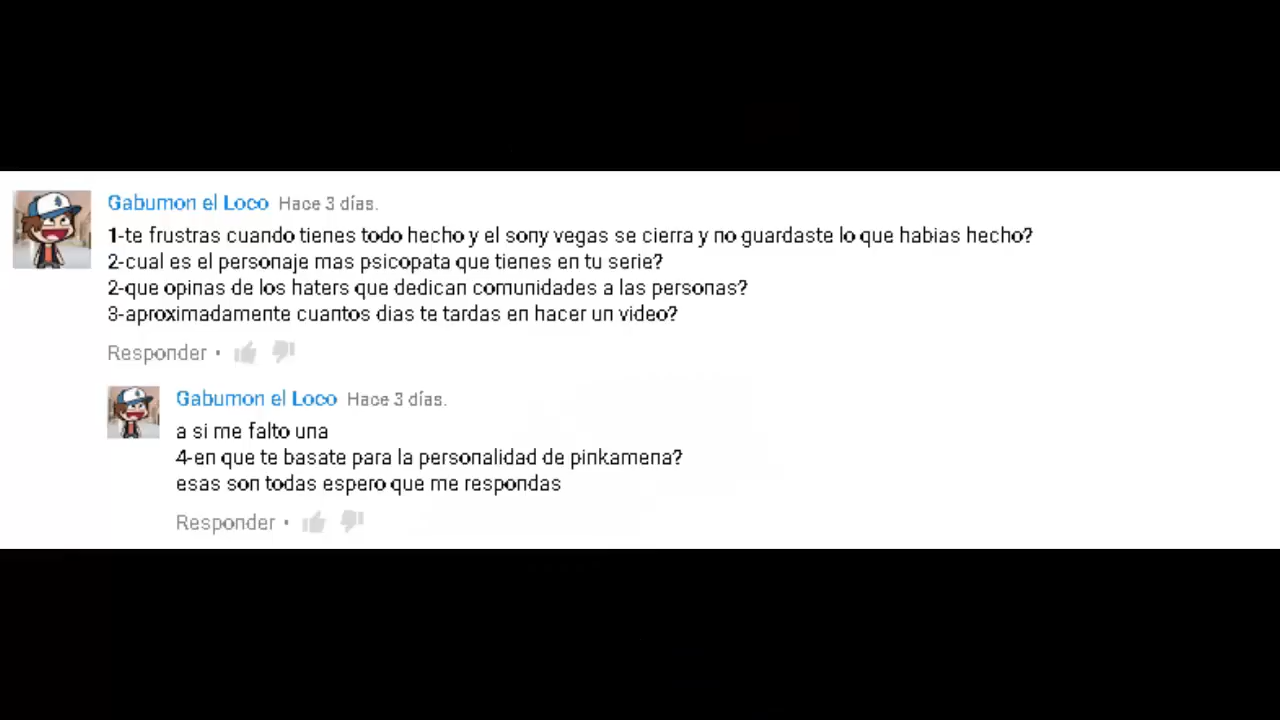 Gabumon el Loco Hace 3 días.
1-te frustras cuando tienes todo hecho y el sony vegas se cierra y no guardaste lo que habias hecho?
2-cual es el personaje mas psicopata que tienes en tu serie?
2-que opinas de los haters que dedican comunidades a las personas?
3-aproximadamente cuantos dias te tardas en hacer un video?
Responder •
Gabumon el Loco Hace 3 días.
a si me falto una
4-en que te basate para la personalidad de pinkamena?
esas son todas espero que me respondas
Responder •